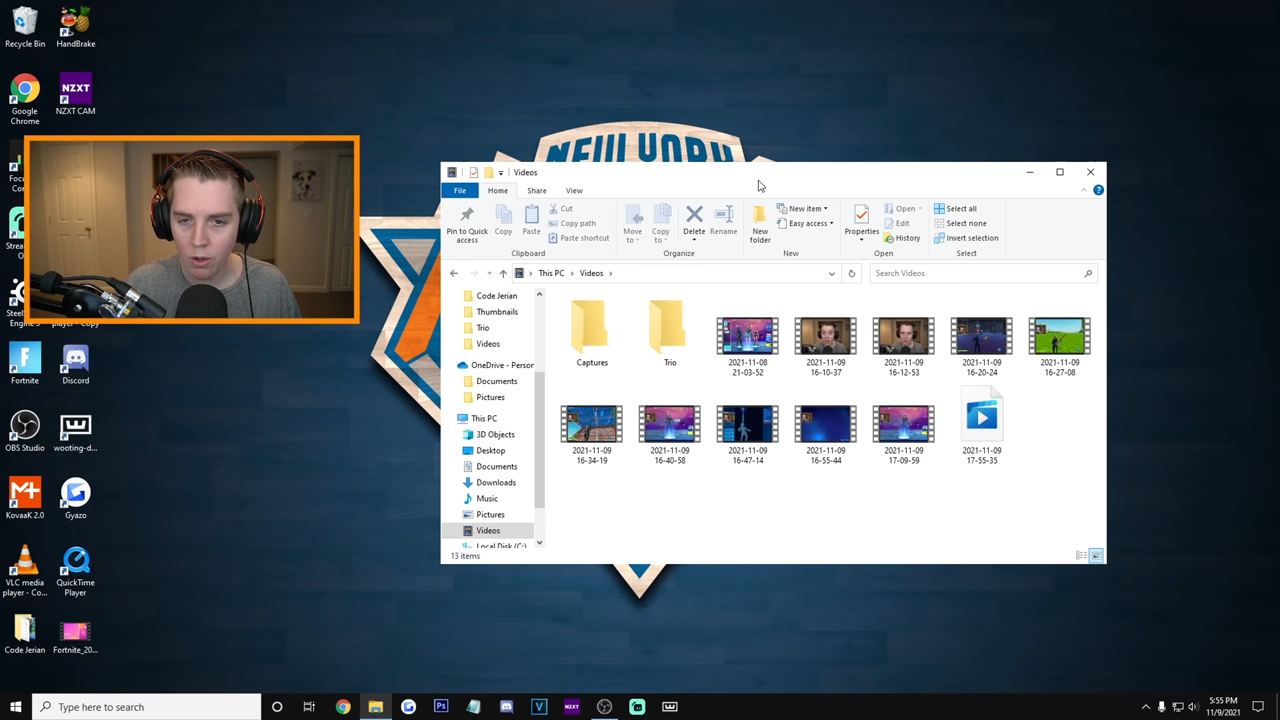 Recycle Bin
HandBrake
Google
Chrome
NZXT
NZXT CAM
NEW YORK
Videos
File
Home
Share
View
Pin to Quick
access
Copy
Paste
Cut
Copy path
Paste shortcut
Clipboard
Move
to
Copy
to
Delete
Rename
Organize
New
folder
New item
Easy access
New
Properties
Open
Edit
History
Open
Select all
Select none
Invert selection
Select
This PC
Videos
Search Videos
Code Jerian
Thumbnails
Trio
Videos
OneDrive - Person
Documents
Pictures
This PC
3D Objects
Desktop
Documents
Downloads
Music
Pictures
Videos
Local Disk (C:)
13 items
Captures
Trio
2021-11-08
21-03-52
2021-11-09
16-10-37
2021-11-09
16-12-53
2021-11-09
16-20-24
2021-11-09
16-27-08
2021-11-09
16-34-19
2021-11-09
16-40-58
2021-11-09
16-47-14
2021-11-09
16-55-44
2021-11-09
17-09-59
2021-11-09
17-55-35
Fortnite
Discord
OBS Studio
wooting-d...
KovaaK 2.0
Gyazo
VLC media
player - Co...
QuickTime
Player
Code Jerian
Fortnite_20...
Type here to search
NZXT
5:55 PM
11/9/2021